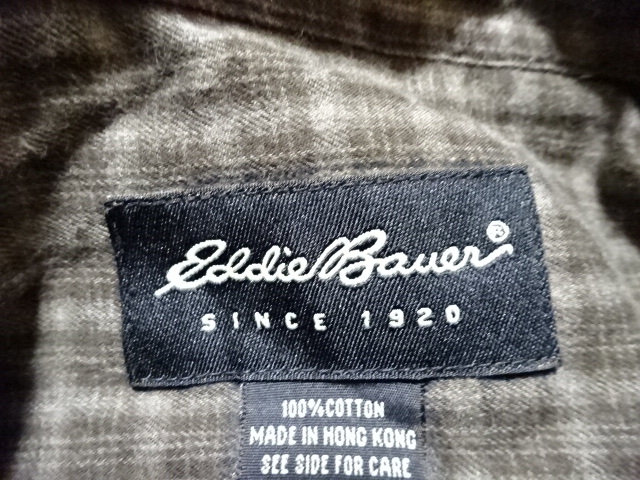 Eddie Bauer®
SINCE 1920
100%COTTON
MADE IN HONG KONG
SEE SIDE FOR CARE